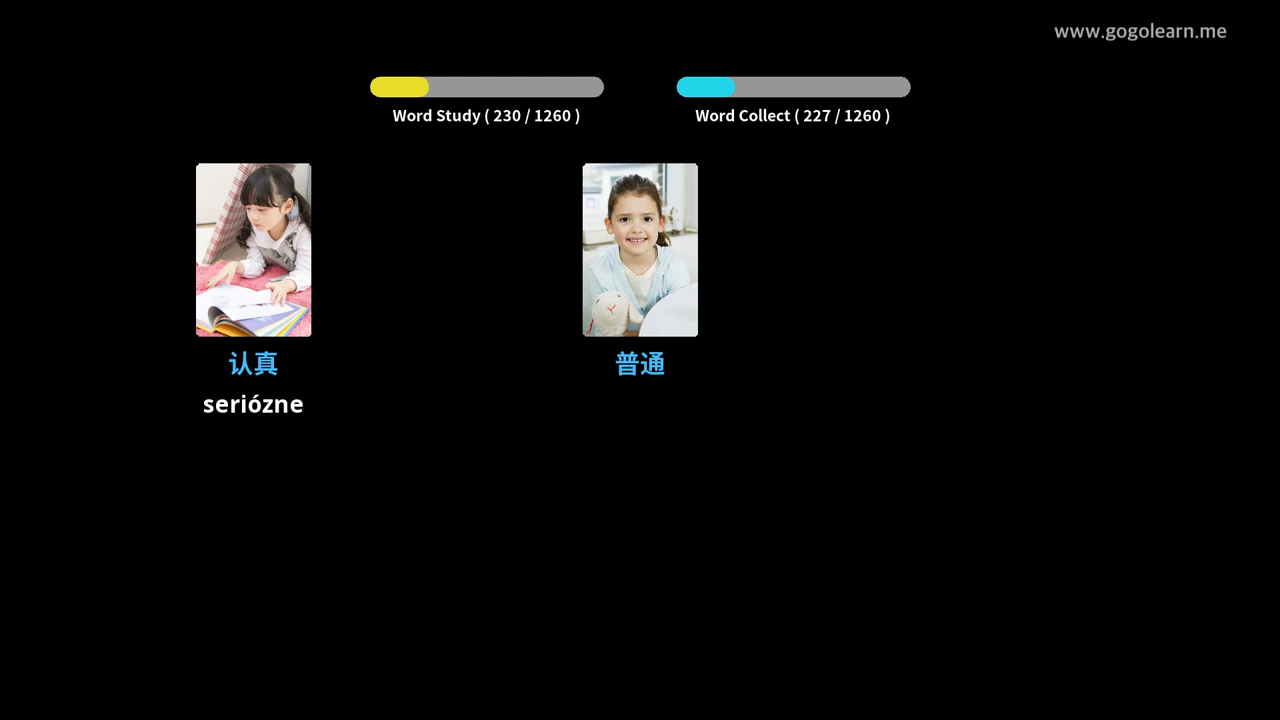 www.gogolearn.me
Word Study ( 230 / 1260 )
Word Collect ( 227 / 1260 )
认真
普通
seriózne